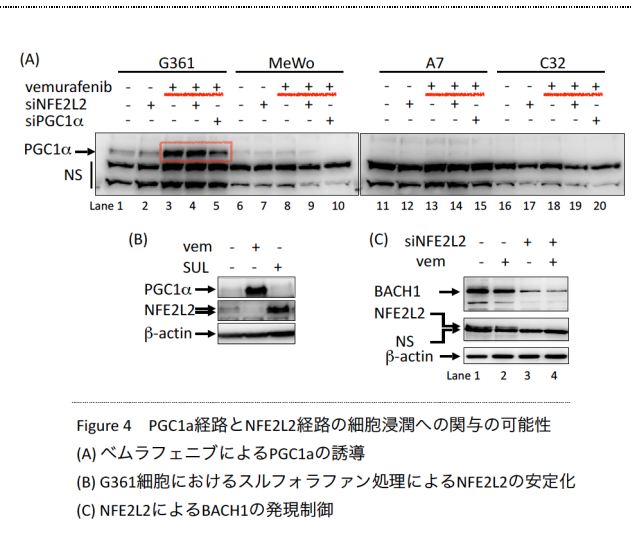 (A)
G361 MeWo A7 C32
vemurafenib - - + + + - - + + + - - + + + - - + + +
siNFE2L2 - + - + - - + - + - - + - + - - + - + -
siPGC1α - - - - + - - - - + - - - - + - - - - +
PGC1α
NS
Lane 1 2 3 4 5 6 7 8 9 10 11 12 13 14 15 16 17 18 19 20
(B)
vem - + -
SUL - - +
PGC1α
NFE2L2
β-actin
(C)
siNFE2L2 - - + +
vem - + - +
BACH1
NFE2L2
NS
β-actin
Lane 1 2 3 4
Figure 4 PGC1a経路とNFE2L2経路の細胞浸潤への関与の可能性
(A) ベムラフェニブによるPGC1aの誘導
(B) G361細胞におけるスルフォラファン処理によるNFE2L2の安定化
(C) NFE2L2によるBACH1の発現制御